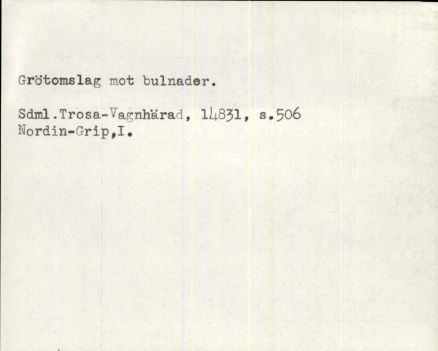 Grötomslag mot bulnader.
Sdml.Trosa-Vagnhärad, 14831, s.506
Nordin-Grip,I.